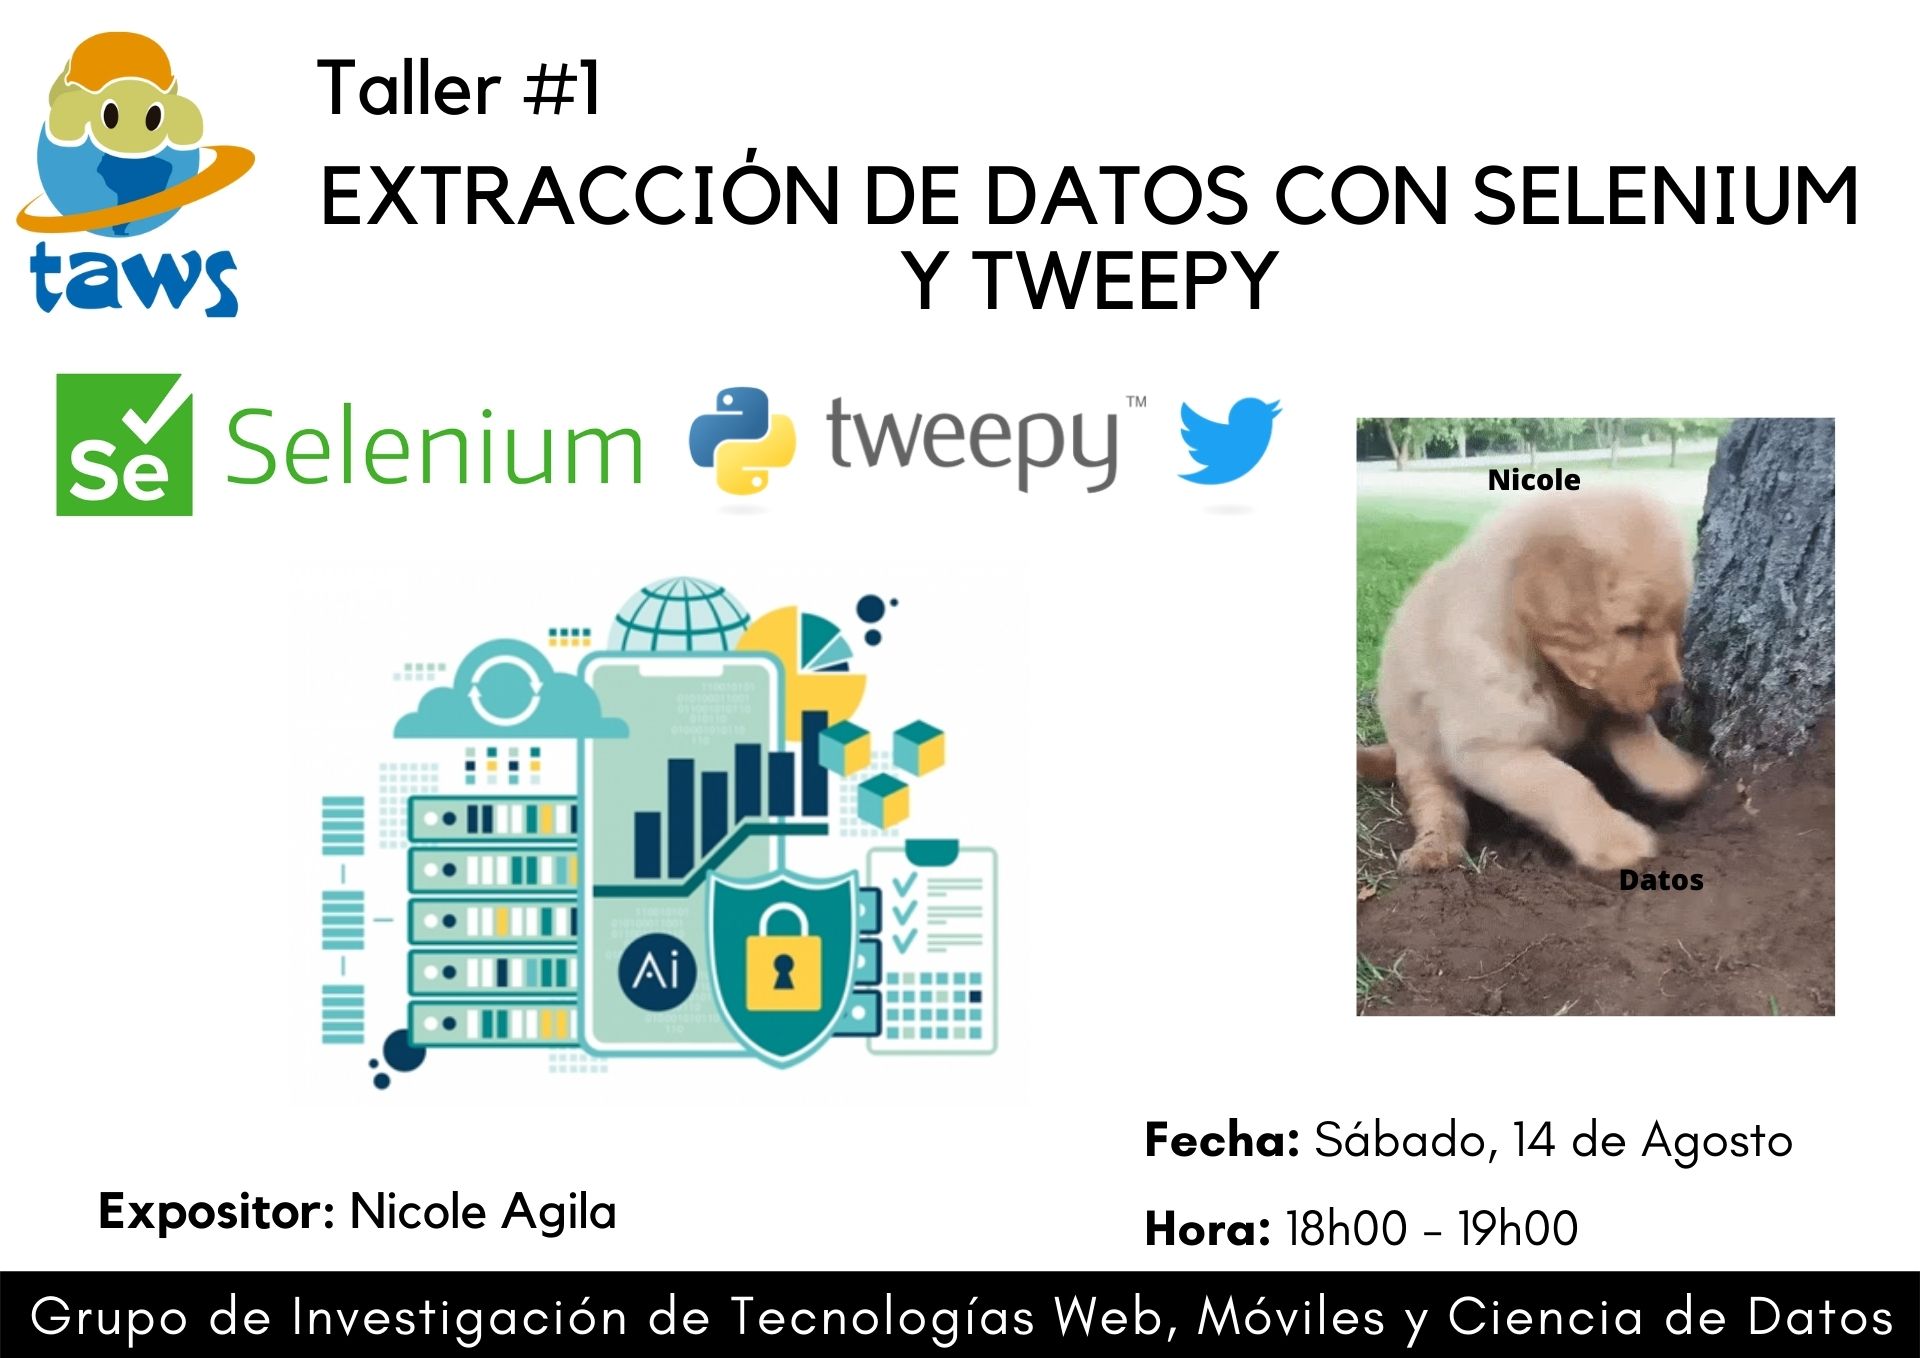 Taller #1
EXTRACCIÓN DE DATOS CON SELENIUM
Y TWEEPY
taws
Se Selenium
tweepy™
Nicole
Datos
Ai
Fecha: Sábado, 14 de Agosto
Expositor: Nicole Agila
Hora: 18h00 - 19h00
Grupo de Investigación de Tecnologías Web, Móviles y Ciencia de Datos